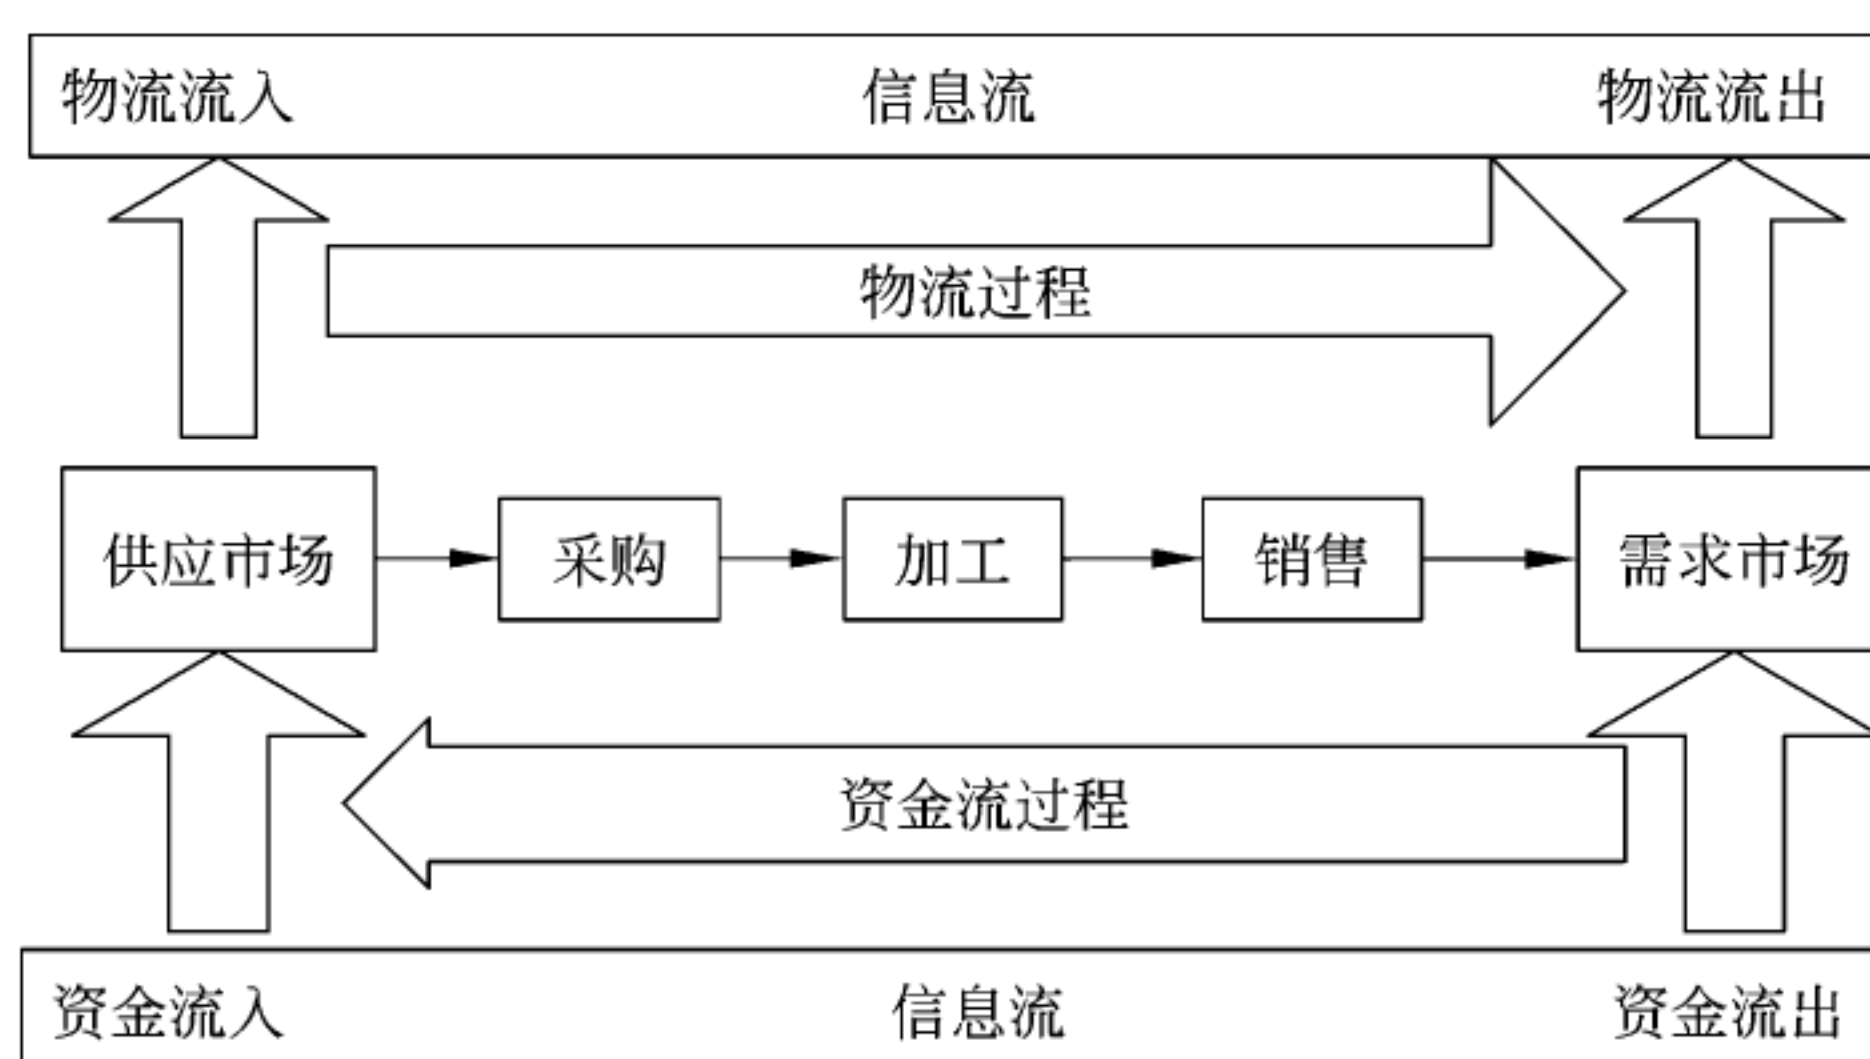 物流流入 信息流 物流流出
物流过程
供应市场 采购 加工 销售 需求市场
资金流过程
资金流入 信息流 资金流出